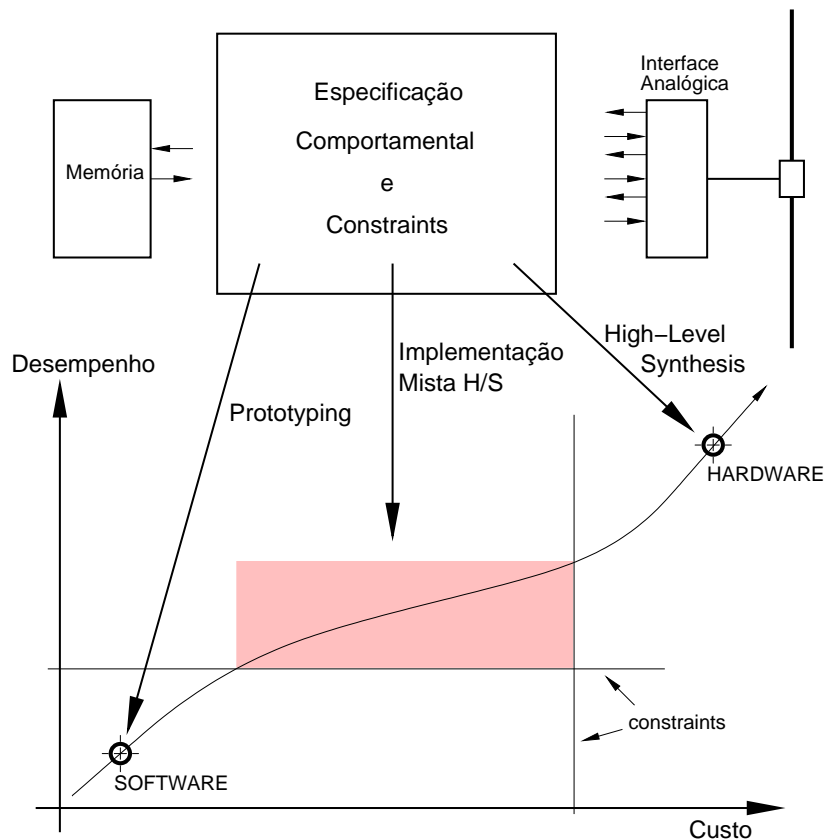 Especificação
Comportamental
e
Constraints
Memória
Interface
Analógica
High−Level
Synthesis
Implementação
Mista H/S
Prototyping
Desempenho
HARDWARE
SOFTWARE
constraints
Custo